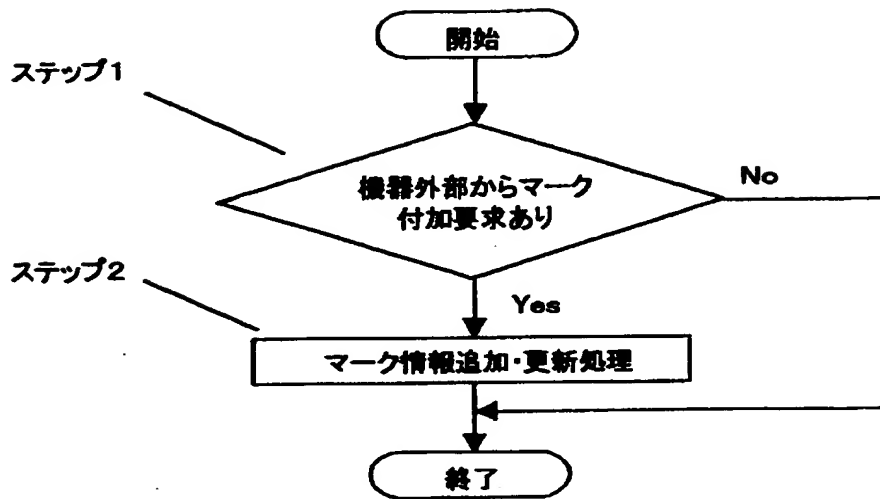 開始
ステップ1
機器外部からマーク
付加要求あり
No
ステップ2
Yes
マーク情報追加・更新処理
終了